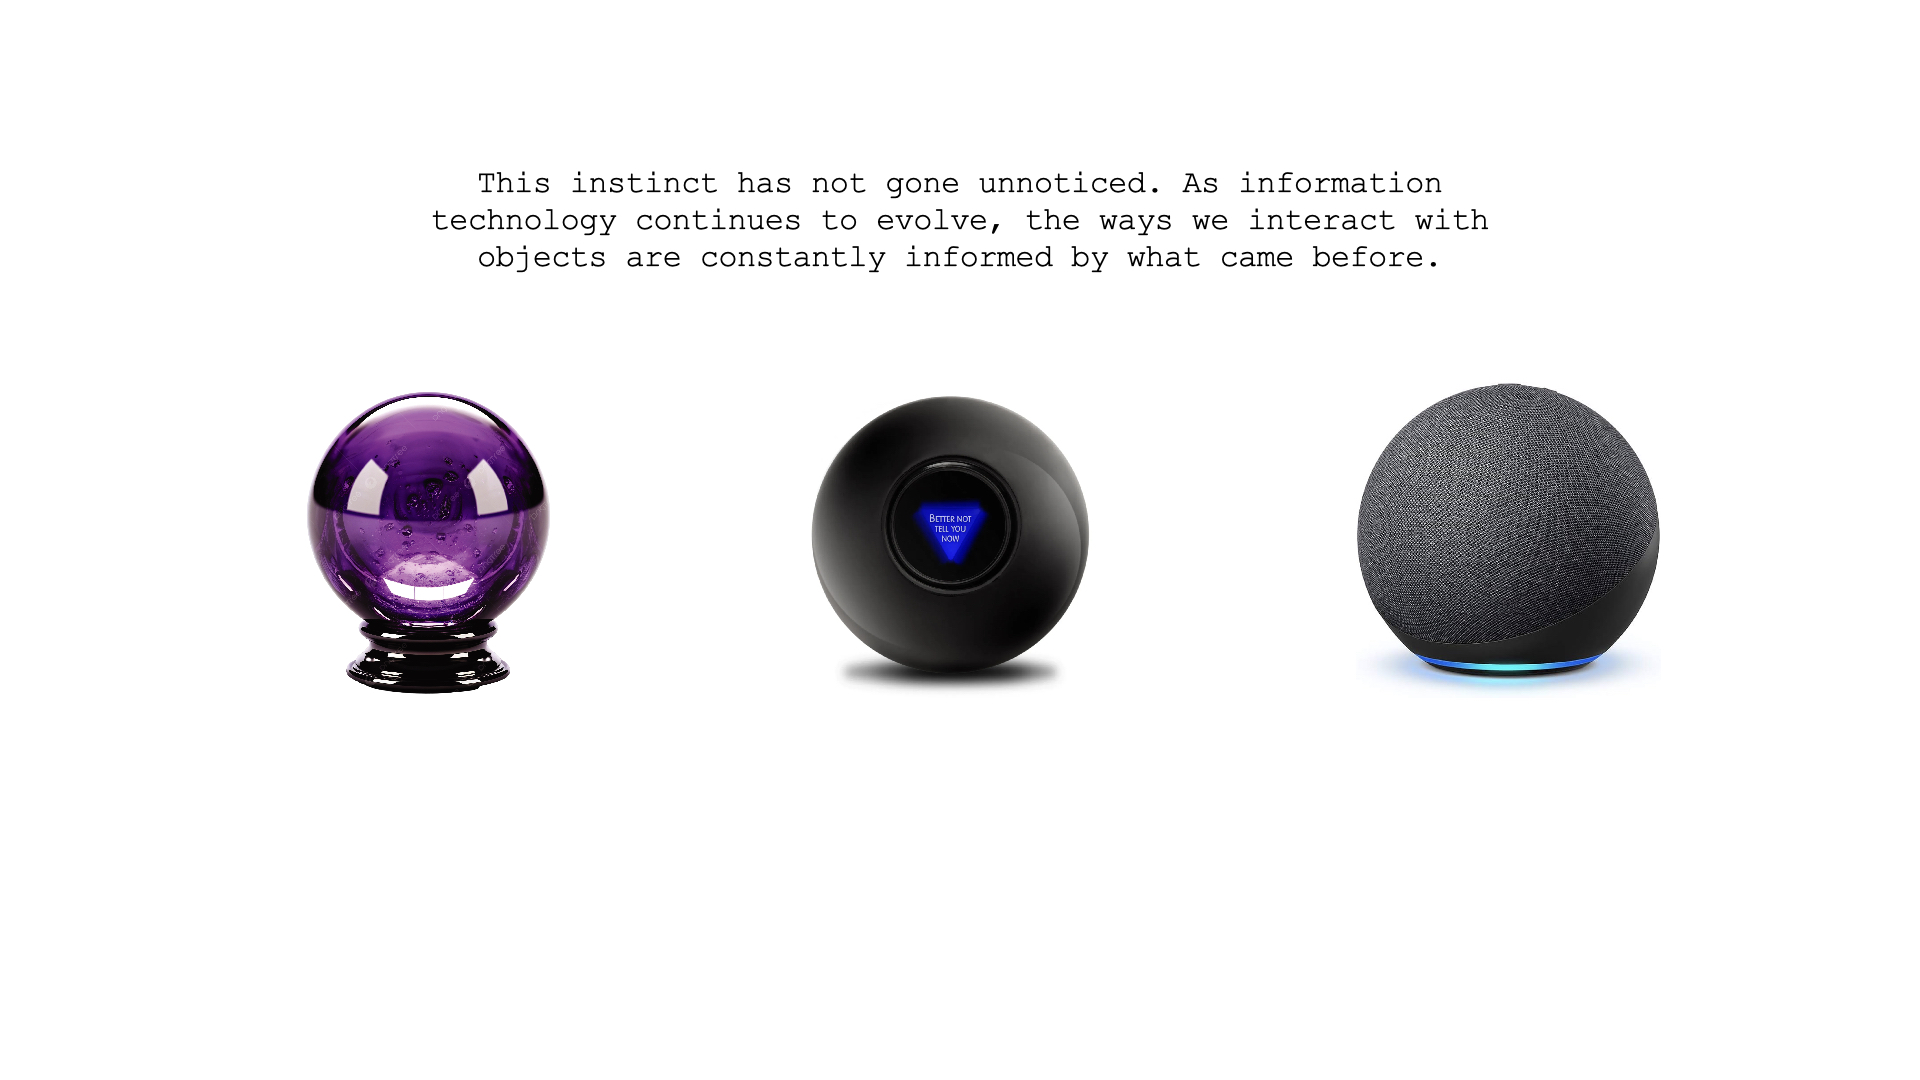 This instinct has not gone unnoticed. As information
technology continues to evolve, the ways we interact with
objects are constantly informed by what came before.
BETTER NOT
TELL YOU
NOW